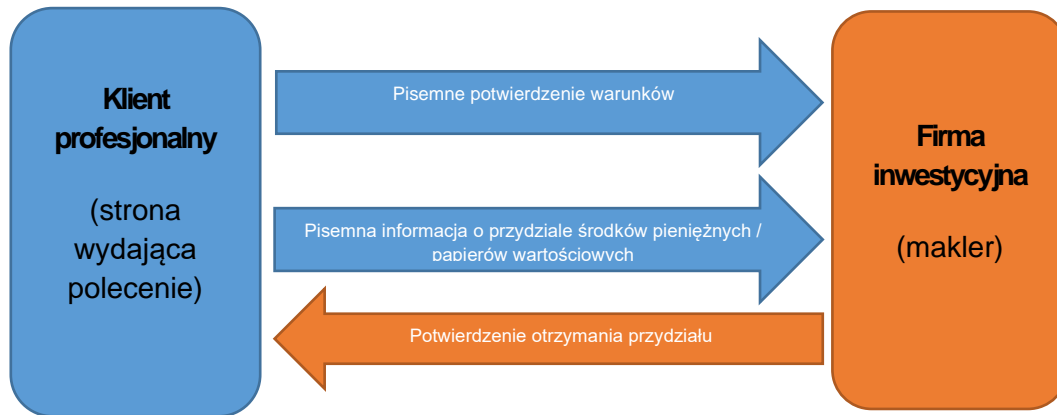 Klient
profesjonalny
(strona
wydająca
polecenie)
Pisemne potwierdzenie warunków
Pisemna informacja o przydziale środków pieniężnych /
papierów wartościowych
Potwierdzenie otrzymania przydziału
Firma
inwestycyjna
(makler)